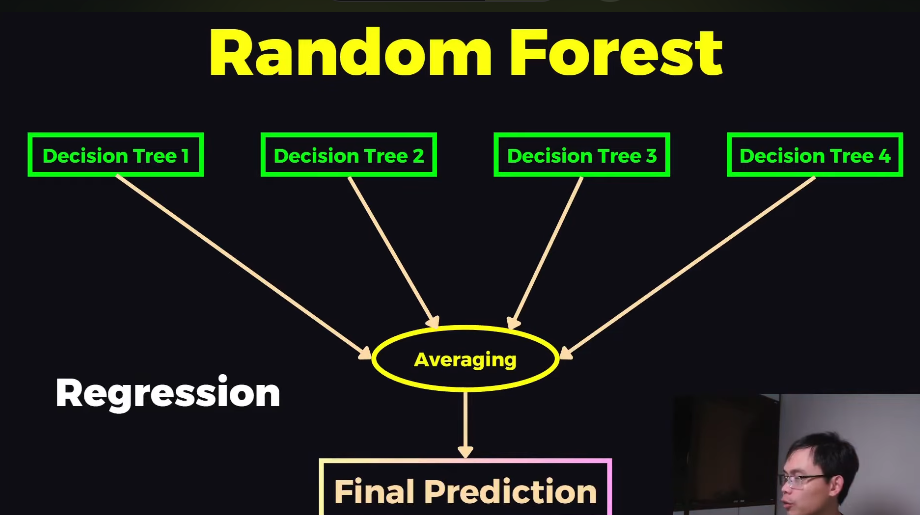 Random Forest
Decision Tree 1
Decision Tree 2
Decision Tree 3
Decision Tree 4
Averaging
Regression
Final Prediction